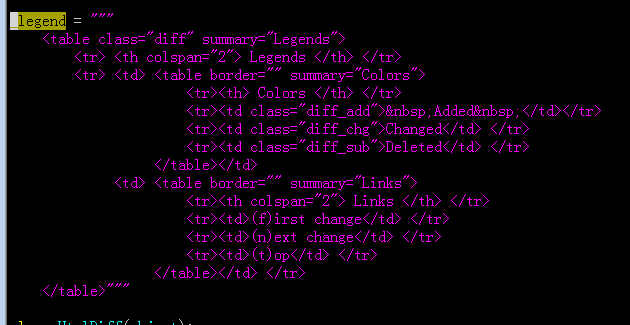 _legend = """
    <table class="diff" summary="Legends">
        <tr> <th colspan="2"> Legends </th> </tr>
        <tr> <td> <table border="" summary="Colors">
                      <tr><th> Colors </th> </tr>
                      <tr><td class="diff_add">&nbsp;Added&nbsp;</td></tr>
                      <tr><td class="diff_chg">Changed</td> </tr>
                      <tr><td class="diff_sub">Deleted</td> </tr>
                  </table></td>
             <td> <table border="" summary="Links">
                      <tr><th colspan="2"> Links </th> </tr>
                      <tr><td>(f)irst change</td> </tr>
                      <tr><td>(n)ext change</td> </tr>
                      <tr><td>(t)op</td> </tr>
                  </table></td> </tr>
    </table>"""